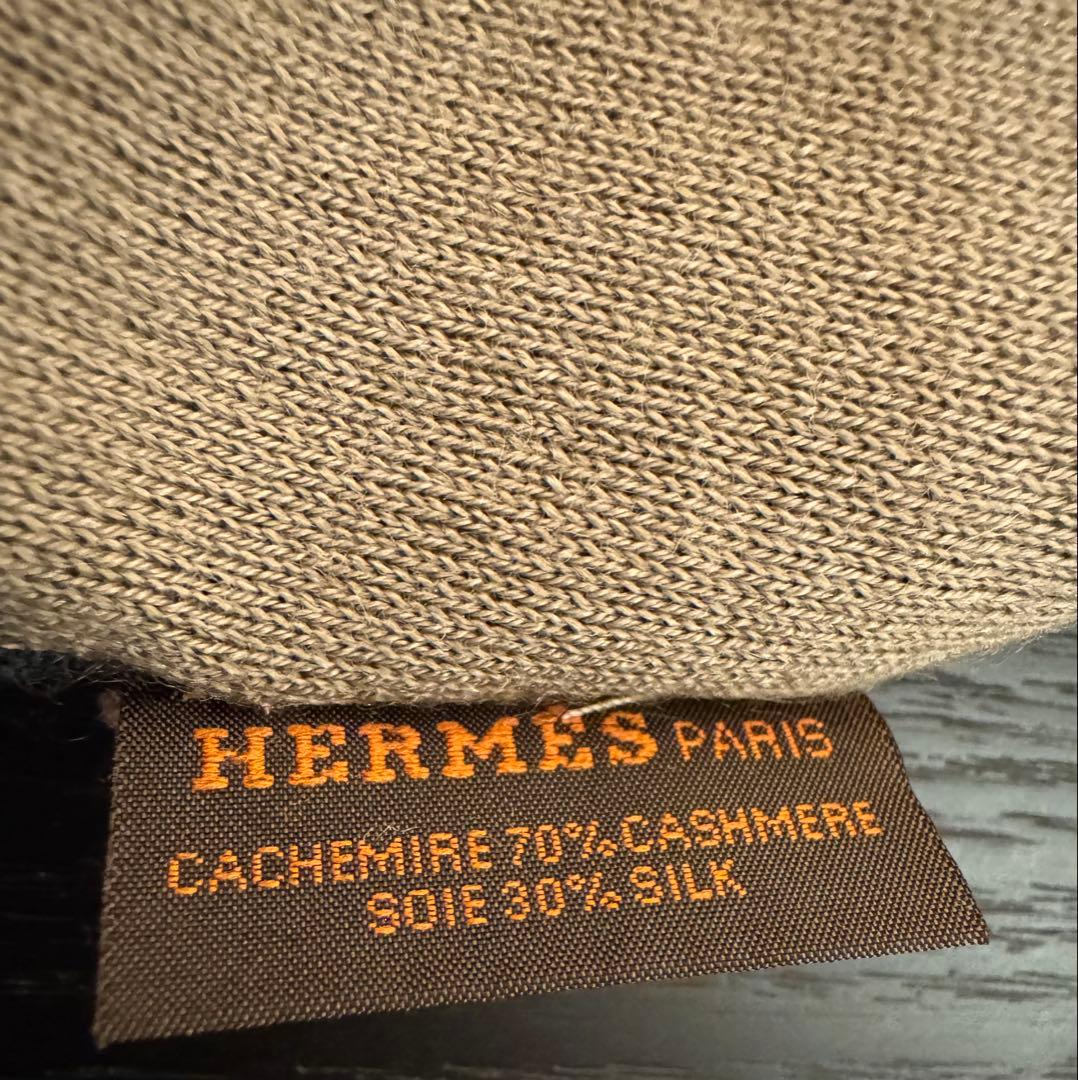 HERMÈS PARIS
CACHEMIRE 70% CASHMERE
SOIE 30% SILK